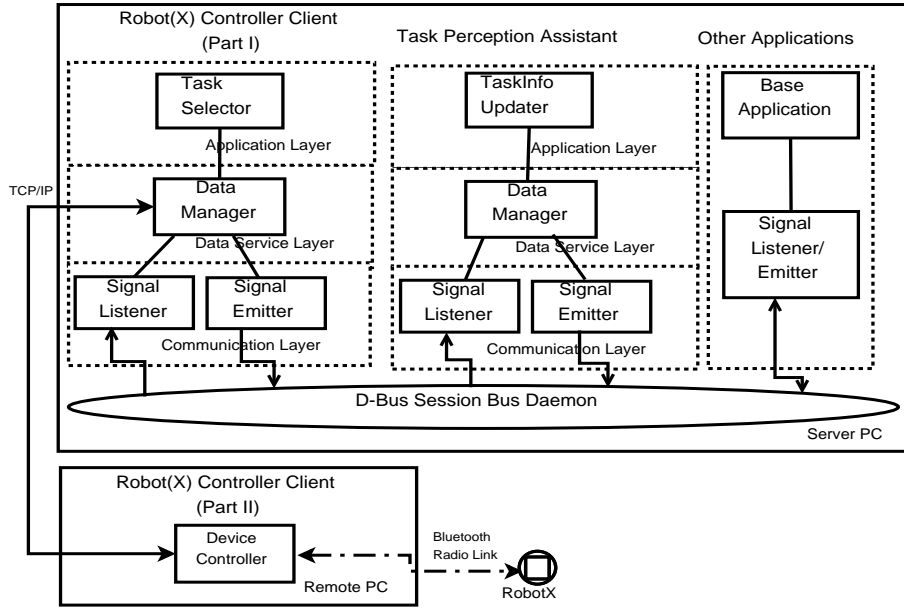 Robot(X) Controller Client
(Part I)
Task Perception Assistant
Other Applications
Task
Selector
Application Layer
TaskInfo
Updater
Application Layer
Base
Application
TCP/IP
Data
Manager
Data Service Layer
Data
Manager
Data Service Layer
Signal
Listener/
Emitter
Signal
Listener
Signal
Emitter
Communication Layer
Signal
Listener
Signal
Emitter
Communication Layer
D-Bus Session Bus Daemon
Server PC
Robot(X) Controller Client
(Part II)
Device
Controller
Remote PC
Bluetooth
Radio Link
RobotX